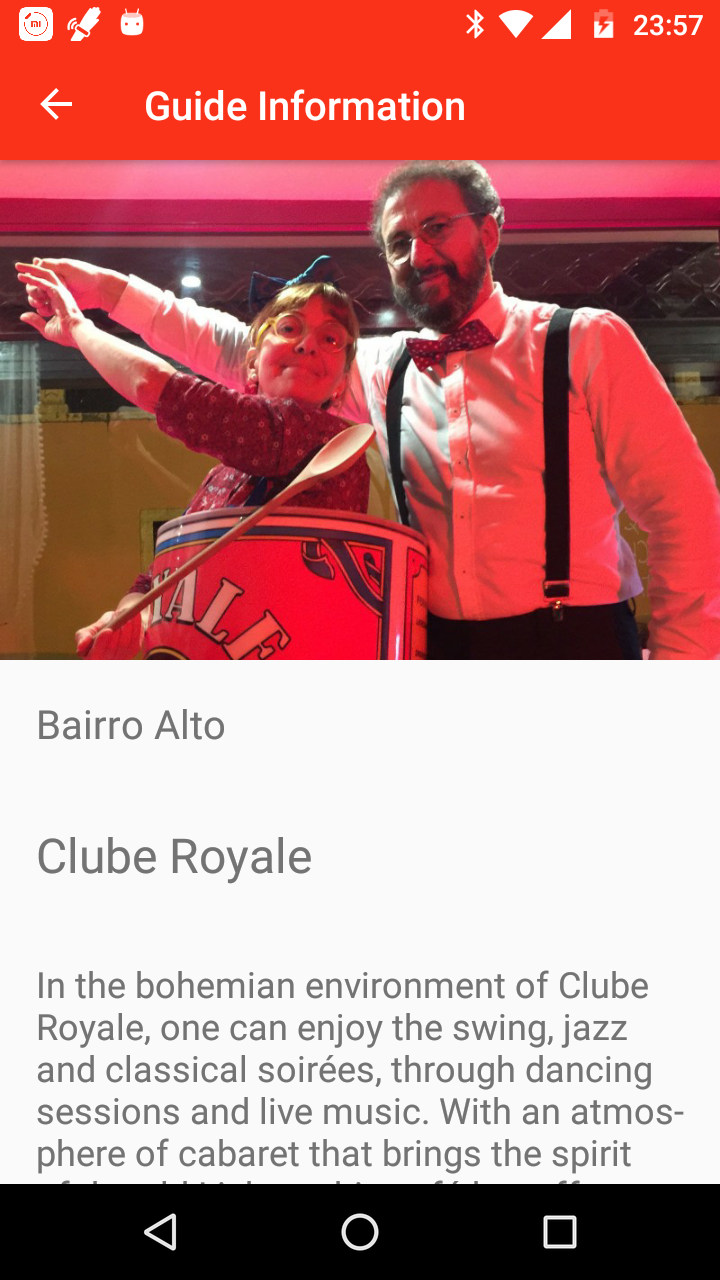 23:57
Guide Information
Bairro Alto
Clube Royale
In the bohemian environment of Clube
Royale, one can enjoy the swing, jazz
and classical soirées, through dancing
sessions and live music. With an atmos-
phere of cabaret that brings the spirit